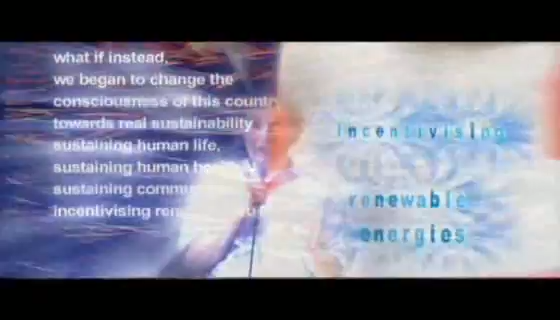 what if instead,
we began to change the
consciousness of this
towards real sustainability
sustaining human life,
sustaining human
sustaining
incentivising
incentivising
renewable
energies